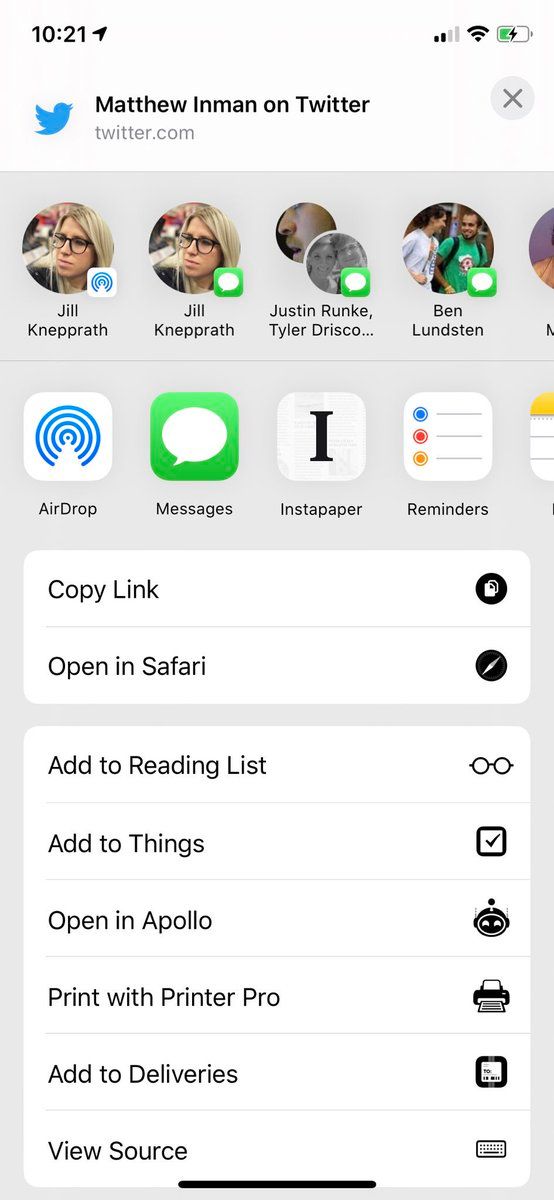 10:21
Matthew Inman on Twitter
twitter.com
Jill
Knepprath
Jill
Knepprath
Justin Runke,
Tyler Drisco...
Ben
Lundsten
AirDrop
Messages
Instapaper
Reminders
Copy Link
Open in Safari
Add to Reading List
Add to Things
Open in Apollo
Print with Printer Pro
Add to Deliveries
View Source